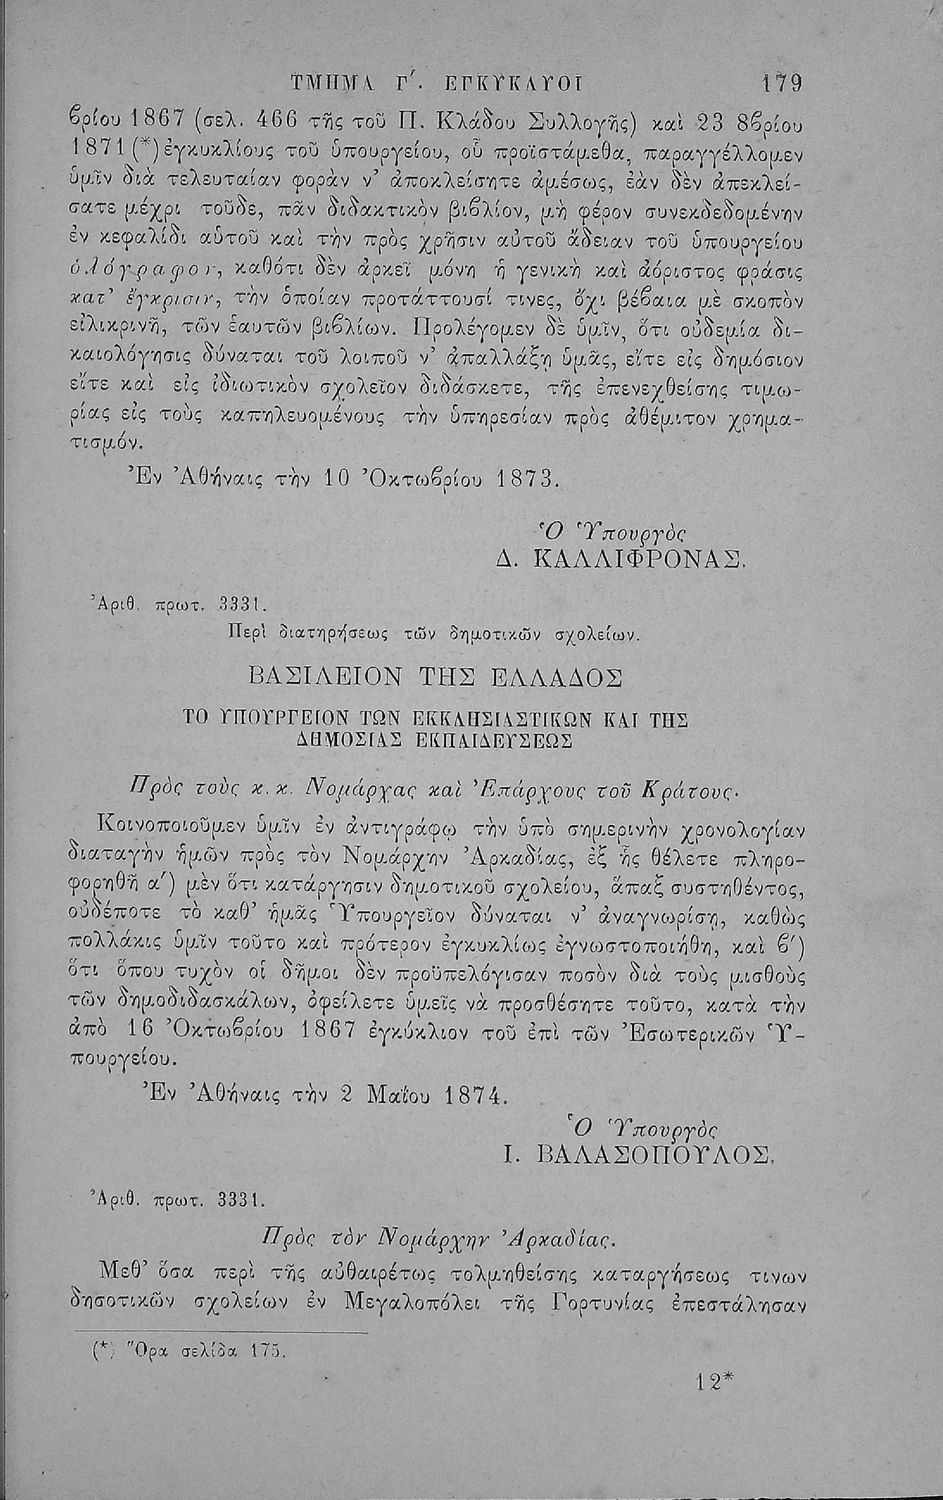 ΤΜΗΜΑ Γ΄. ΕΓΚΥΚΛΥΟΙ 179
ϐρίου 1867 (σελ. 466 τῆς τοῦ Π. Κλάδου Συλλογῆς) καὶ 23 8ϐρίου
1871 (*) ἐγκυκλίους τοῦ ὑπουργείου, οὗ προϊστάμεθα, παραγγέλλομεν
ὑμῖν διὰ τελευταίαν φορὰν ν’ ἀποκλείσητε ἀμέσως, ἐὰν δὲν ἀπεκλεί-
σατε μέχρι τοῦδε, πᾶν διδακτικὸν βιϐλίον, μὴ φέρον συνεκδεδομένην
ἐν κεφαλίδι αὑτοῦ καὶ τὴν πρὸς χρῆσιν αὐτοῦ ἄδειαν τοῦ ὑπουργείου
ὁλόγραφον, καθότι δὲν ἀρκεῖ μόνη ἡ γενικὴ καὶ ἀόριστος φράσις
κατ’ ἔγκρισιν, τὴν ὁποίαν προτάττουσί τινες, ὄχι βέϐαια μὲ σκοπὸν
εἰλικρινῆ, τῶν ἑαυτῶν βιϐλίων. Προλέγομεν δὲ ὑμῖν, ὅτι οὐδεμία δι-
καιολόγησις δύναται τοῦ λοιποῦ ν’ ἀπαλλάξῃ ὑμᾶς, εἴτε εἰς δημόσιον
εἴτε καὶ εἰς ἰδιωτικὸν σχολεῖον διδάσκετε, τῆς ἐπενεχθείσης τιμω-
ρίας εἰς τοὺς καπηλευομένους τὴν ὑπηρεσίαν πρὸς ἀθέμιτον χρημα-
τισμόν.
Ἐν Ἀθήναις τὴν 10 Ὀκτωϐρίου 1873.
Ὁ Ὑπουργὸς
Δ. ΚΑΛΛΙΦΡΟΝΑΣ.
Ἀριθ. πρωτ. 3331.
Περὶ διατηρήσεως τῶν δημοτικῶν σχολείων.
ΒΑΣΙΛΕΙΟΝ ΤΗΣ ΕΛΛΑΔΟΣ
ΤΟ ΥΠΟΥΡΓΕΙΟΝ ΤΩΝ ΕΚΚΛΗΣΙΑΣΤΙΚΩΝ ΚΑΙ ΤΗΣ
ΔΗΜΟΣΙΑΣ ΕΚΠΑΙΔΕΥΣΕΩΣ
Πρὸς τοὺς κ. κ. Νομάρχας καὶ Ἐπάρχους τοῦ Κράτους.
Κοινοποιοῦμεν ὑμῖν ἐν ἀντιγράφῳ τὴν ὑπὸ σημερινὴν χρονολογίαν
διαταγὴν ἡμῶν πρὸς τὸν Νομάρχην Ἀρκαδίας, ἐξ ἧς θέλετε πληρο-
φορηθῆ α΄) μὲν ὅτι κατάργησιν δημοτικοῦ σχολείου, ἅπαξ συστηθέντος,
οὐδέποτε τὸ καθ’ ἡμᾶς Ὑπουργεῖον δύναται ν’ ἀναγνωρίσῃ, καθὼς
πολλάκις ὑμῖν τοῦτο καὶ πρότερον ἐγκυκλίως ἐγνωστοποιήθη, καὶ ϐ΄)
ὅτι ὅπου τυχὸν οἱ δῆμοι δὲν προϋπελόγισαν ποσὸν διὰ τοὺς μισθοὺς
τῶν δημοδιδασκάλων, ὀφείλετε ὑμεῖς νὰ προσθέσητε τοῦτο, κατὰ τὴν
ἀπὸ 16 Ὀκτωϐρίου 1867 ἐγκύκλιον τοῦ ἐπὶ τῶν Ἐσωτερικῶν Ὑ-
πουργείου.
Ἐν Ἀθήναις τὴν 2 Μαΐου 1874.
Ὁ Ὑπουργὸς
Ι. ΒΑΛΑΣΟΠΟΥΛΟΣ.
Ἀριθ. πρωτ. 3331.
Πρὸς τὸν Νομάρχην Ἀρκαδίας.
Μεθ’ ὅσα περὶ τῆς αὐθαιρέτως τολμηθείσης καταργήσεως τινων
δησοτικῶν σχολείων ἐν Μεγαλοπόλει τῆς Γορτυνίας ἐπεστάλησαν
(*) Ὅρα σελίδα 175.
12*